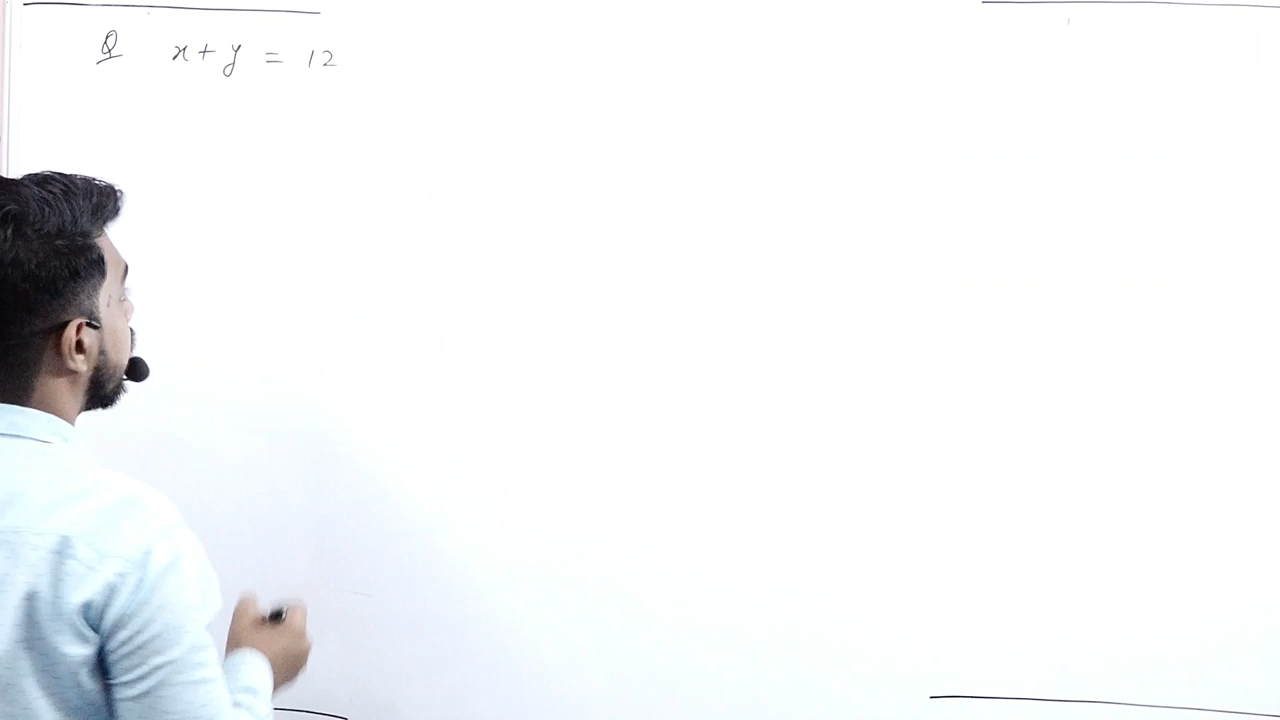 Q x + y = 12